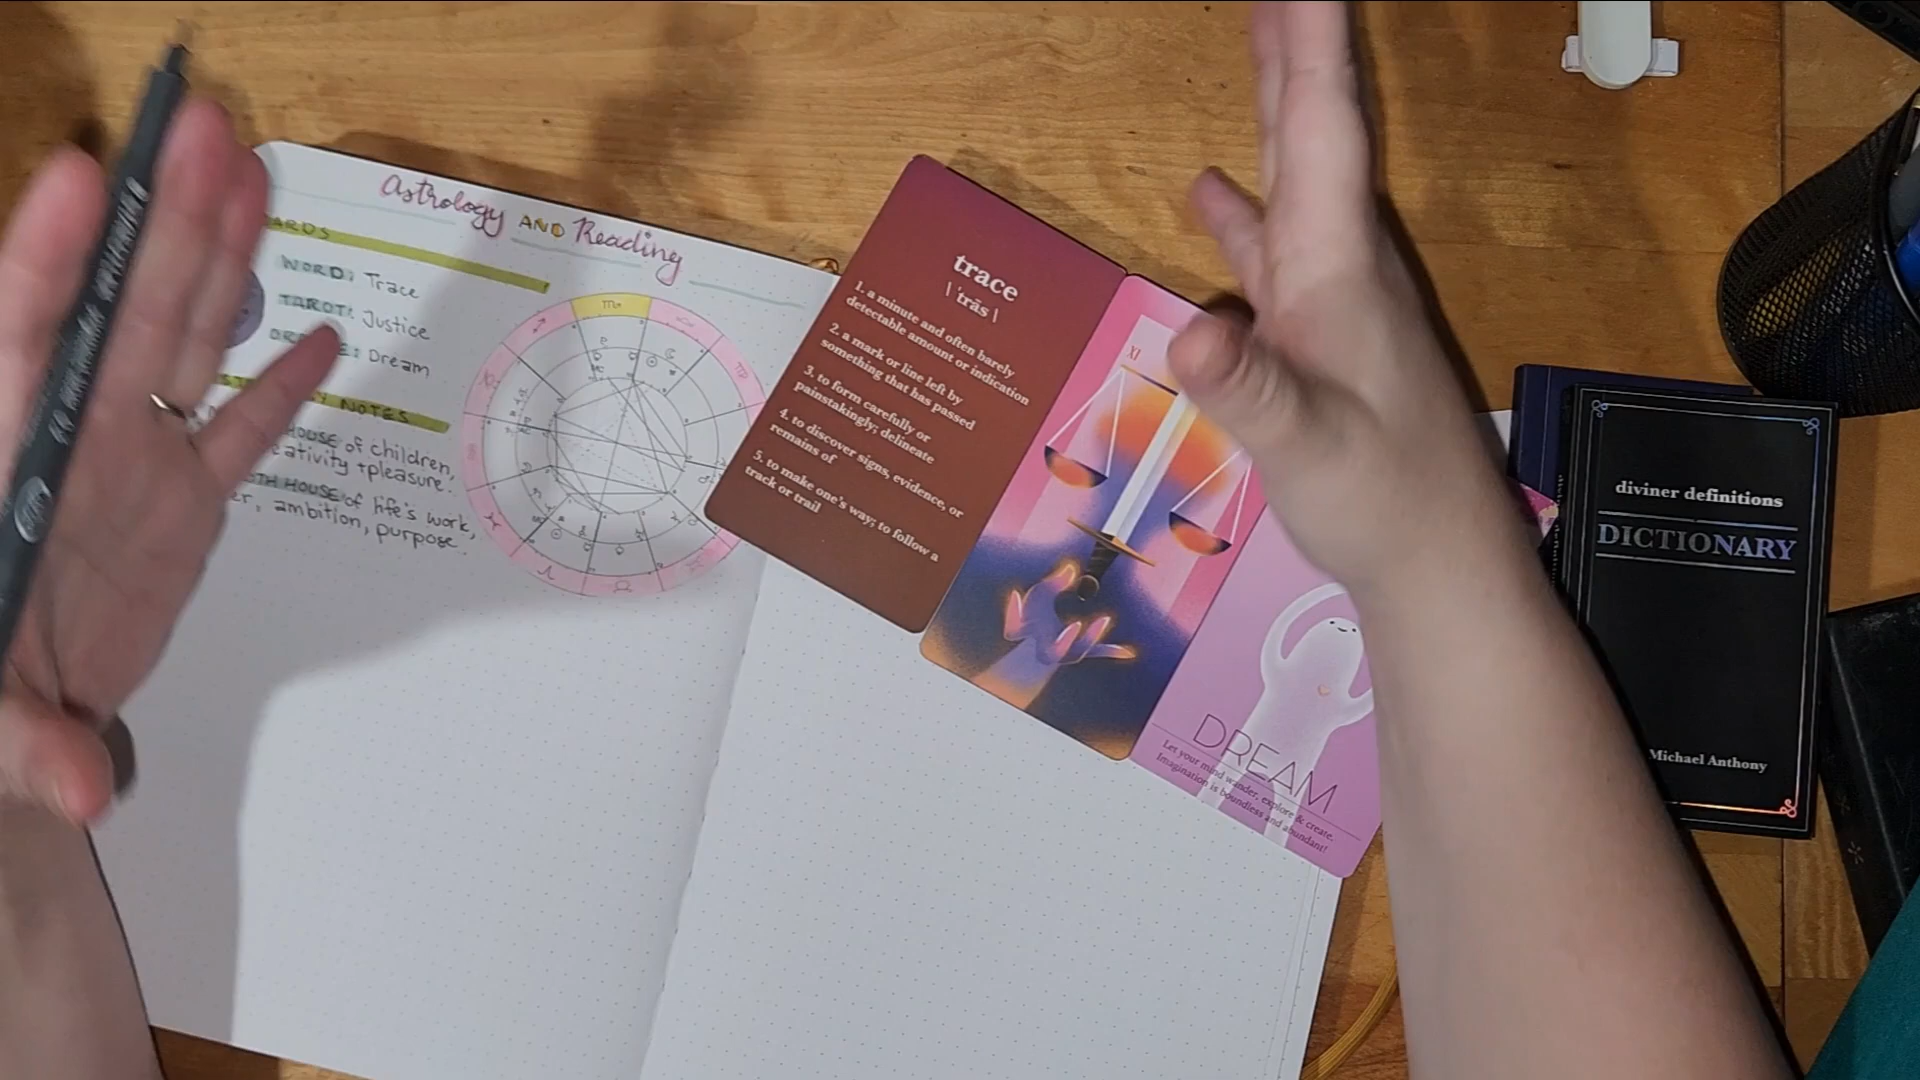 Astrology AND Reading
WORD: Trace
TAROT: Justice
Dream
NOTES
HOUSE of children,
+pleasure.
HOUSE of life's work,
ambition, purpose.
trace
| ˈtrās |
1. a minute and often barely
detectable amount or indication
2. a mark or line left by
something that has passed
3. to form carefully or
painstakingly; delineate
4. to discover signs, evidence, or
remains of
5. to make one's way; to follow a
track or trail
XI
DREAM
Let your mind wander, explore & create.
Imagination is boundless and abundant!
diviner definitions
DICTIONARY
Michael Anthony